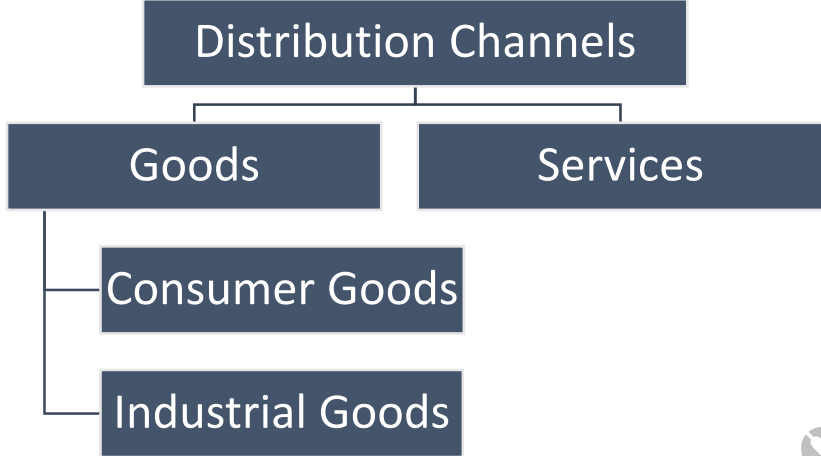 Distribution Channels
Goods
Services
Consumer Goods
Industrial Goods